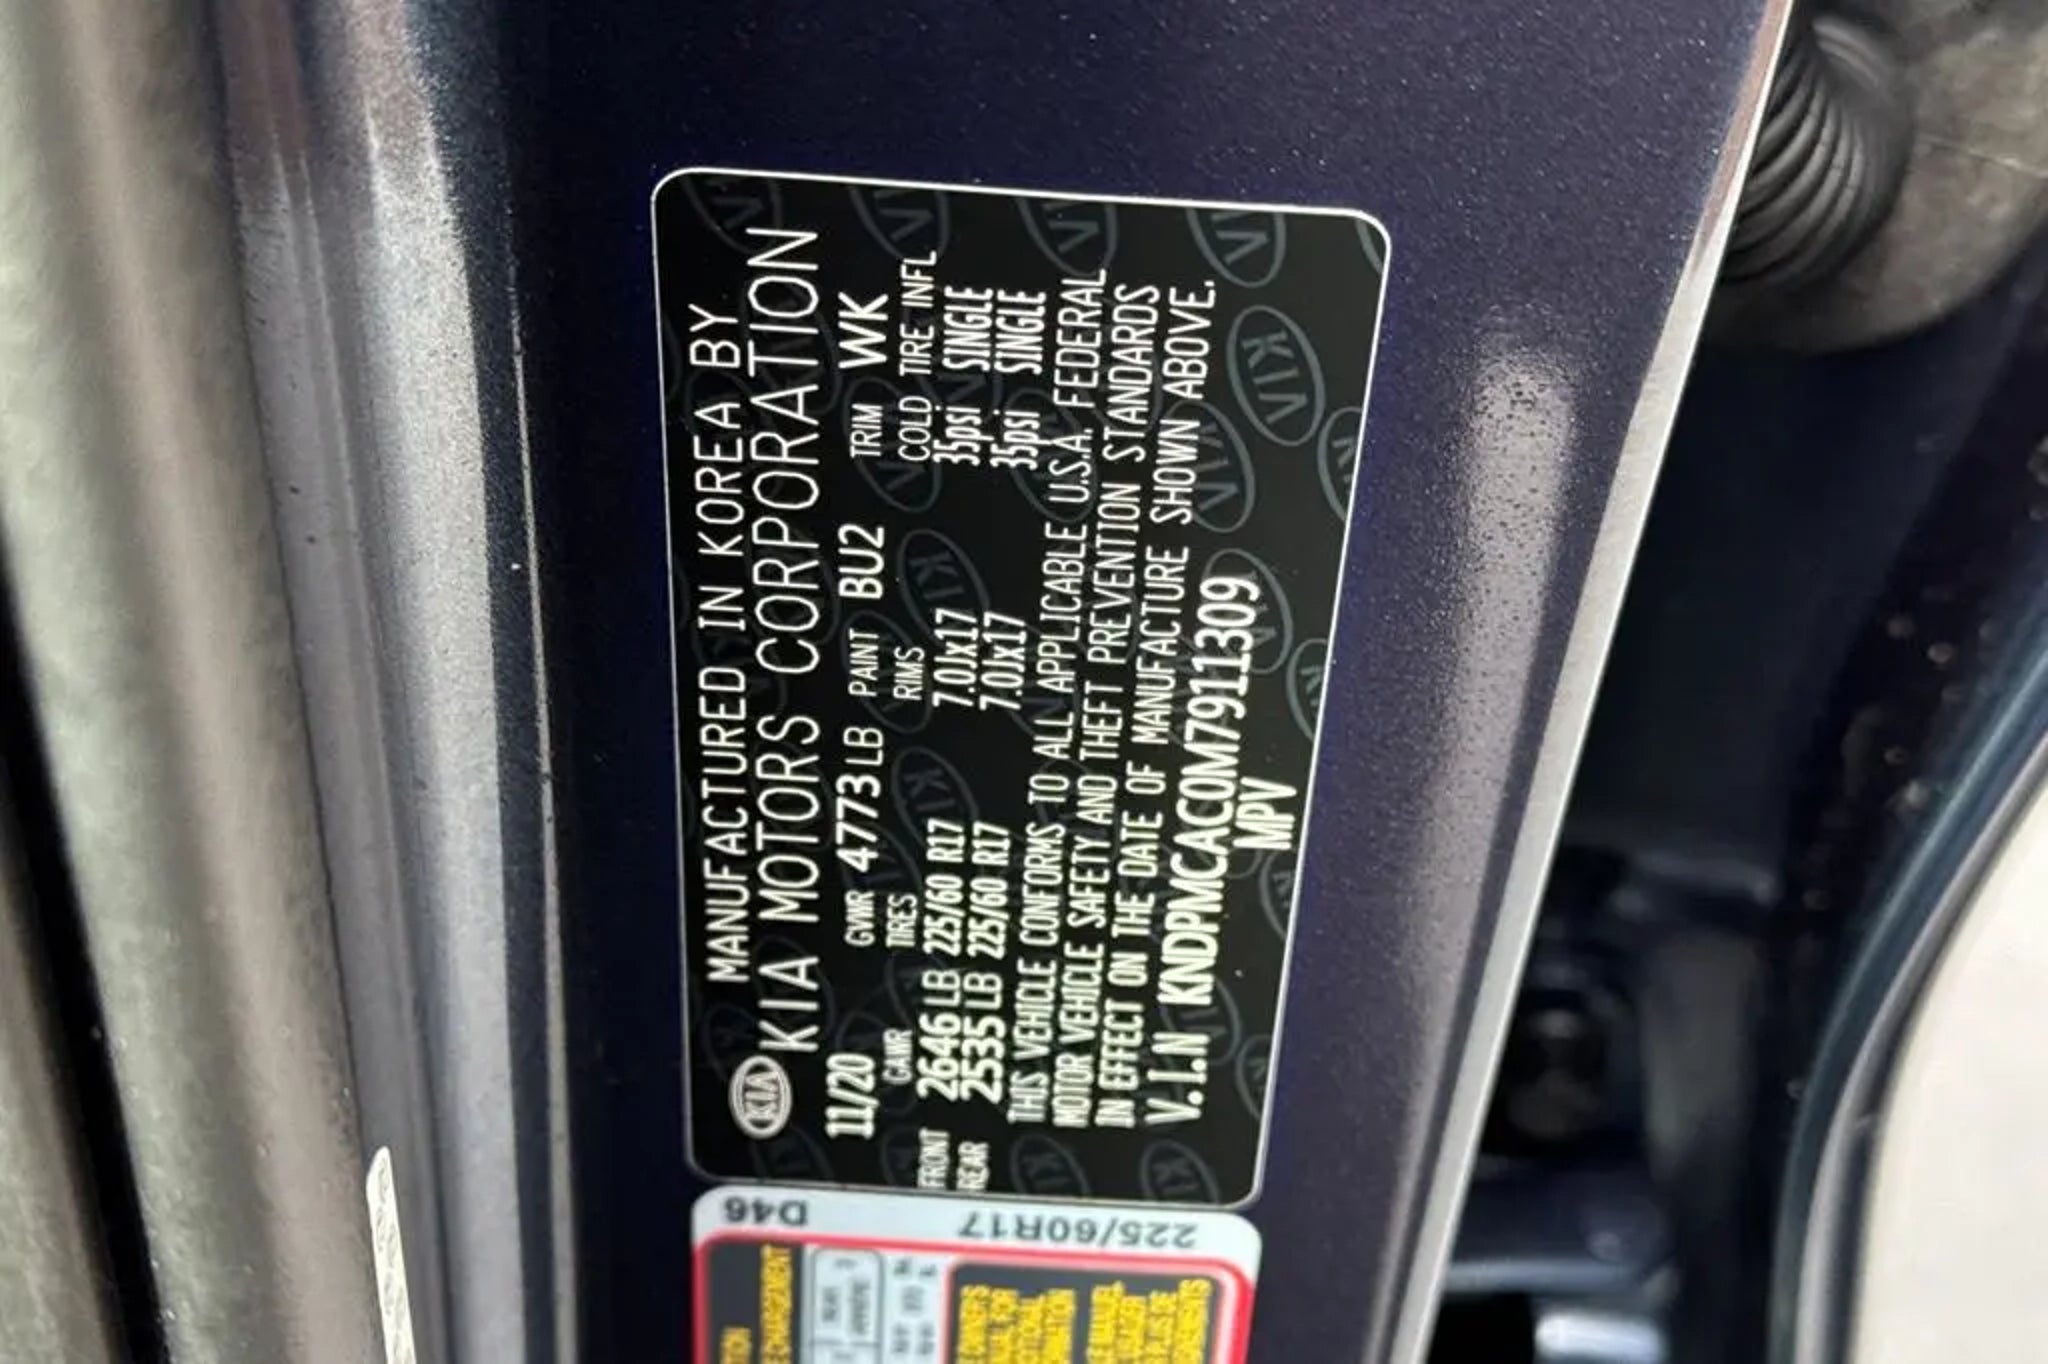 MANUFACTURED IN KOREA BY
KIA KIA MOTORS CORPORATION
11/20 GVWR 4773LB PAINT BU2 TRIM WK
GAWR TIRES RIMS COLD TIRE INFL
FRONT 2646LB 225/60 R17 7.0Jx17 35psi SINGLE
REAR 2535LB 225/60 R17 7.0Jx17 35psi SINGLE
THIS VEHICLE CONFORMS TO ALL APPLICABLE U.S.A. FEDERAL
MOTOR VEHICLE SAFETY AND THEFT PREVENTION STANDARDS
IN EFFECT ON THE DATE OF MANUFACTURE SHOWN ABOVE.
V.I.N KNDPMCAC0M7911309
MPV
225/60R17 D46